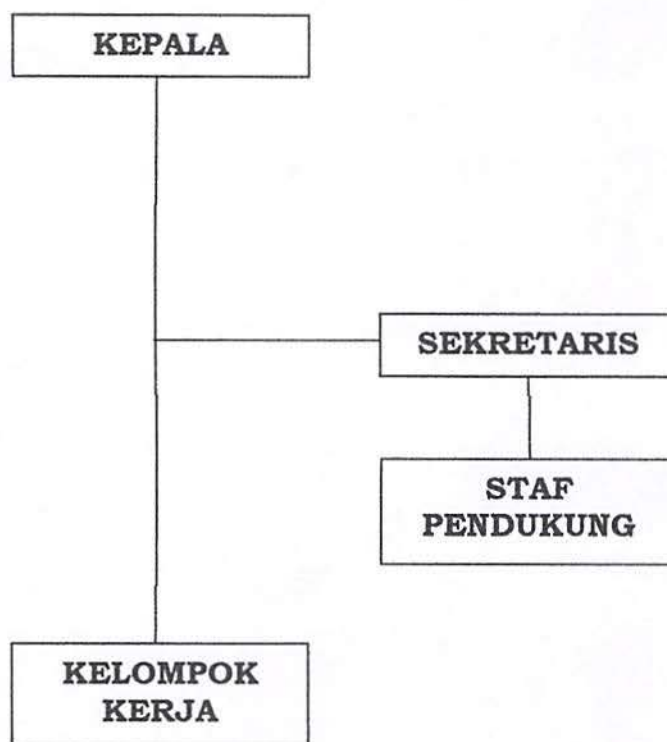 KEPALA
SEKRETARIS
STAF
PENDUKUNG
KELOMPOK
KERJA